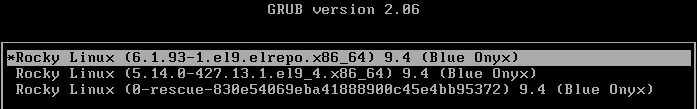 GRUB version 2.06
*Rocky Linux (6.1.93-1.el9.elrepo.x86_64) 9.4 (Blue Onyx)
Rocky Linux (5.14.0-427.13.1.el9_4.x86_64) 9.4 (Blue Onyx)
Rocky Linux (0-rescue-830e54069eba41888900c45e4bb95372) 9.4 (Blue Onyx)